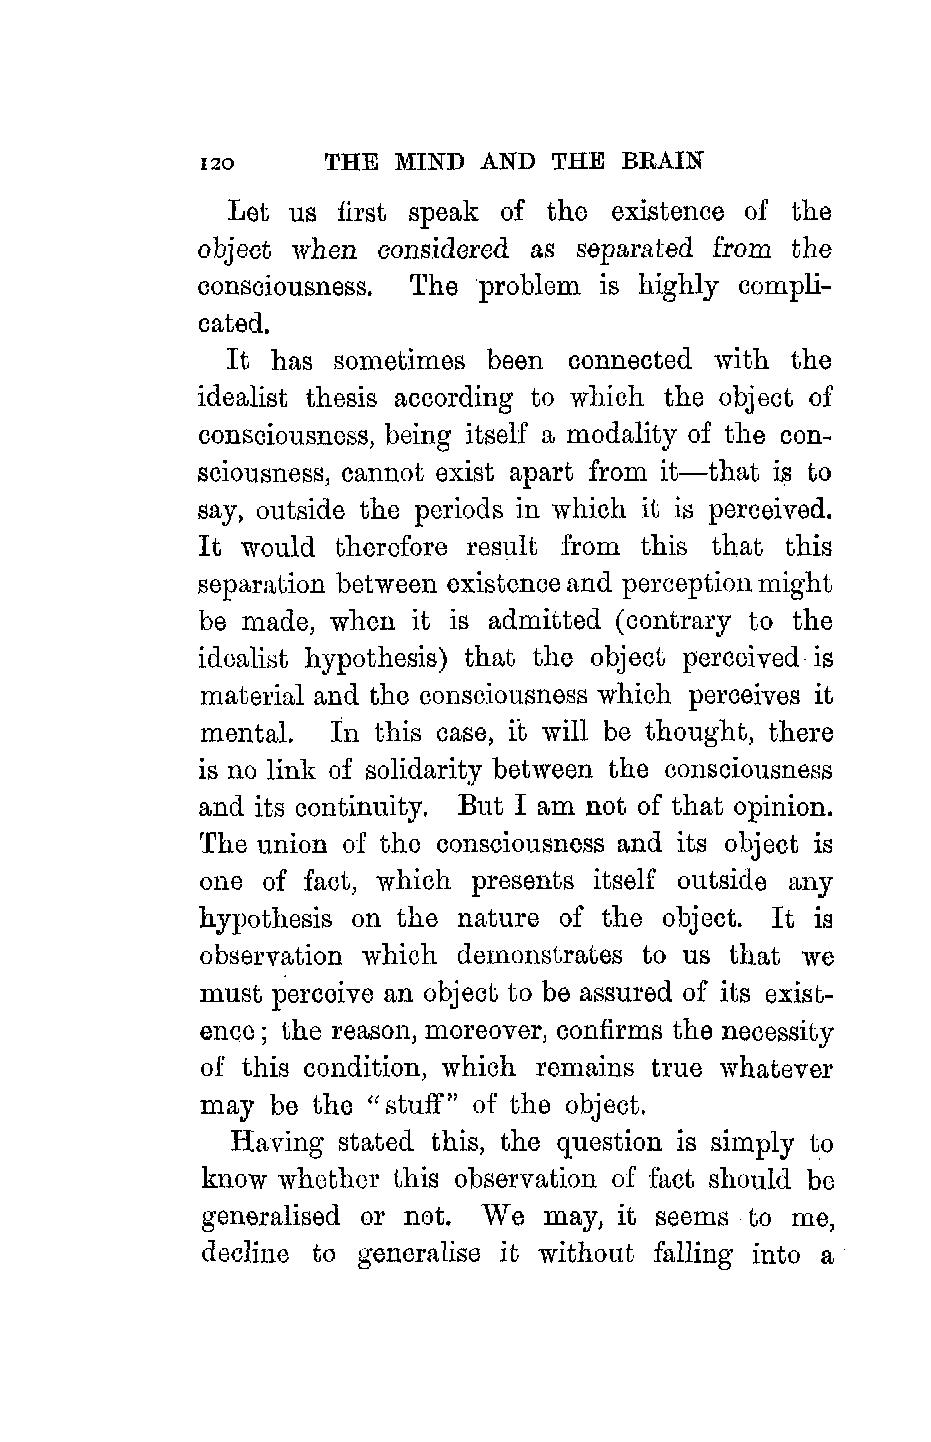 120 THE MIND AND THE BRAIN
Let us first speak of the existence of the
object when considered as separated from the
consciousness. The problem is highly compli-
cated.
It has sometimes been connected with the
idealist thesis according to which the object of
consciousness, being itself a modality of the con-
sciousness, cannot exist apart from it—that is to
say, outside the periods in which it is perceived.
It would therefore result from this that this
separation between existence and perception might
be made, when it is admitted (contrary to the
idealist hypothesis) that the object perceived is
material and the consciousness which perceives it
mental. In this case, it will be thought, there
is no link of solidarity between the consciousness
and its continuity. But I am not of that opinion.
The union of the consciousness and its object is
one of fact, which presents itself outside any
hypothesis on the nature of the object. It is
observation which demonstrates to us that we
must perceive an object to be assured of its exist-
ence; the reason, moreover, confirms the necessity
of this condition, which remains true whatever
may be the "stuff" of the object.
Having stated this, the question is simply to
know whether this observation of fact should be
generalised or not. We may, it seems to me,
decline to generalise it without falling into a